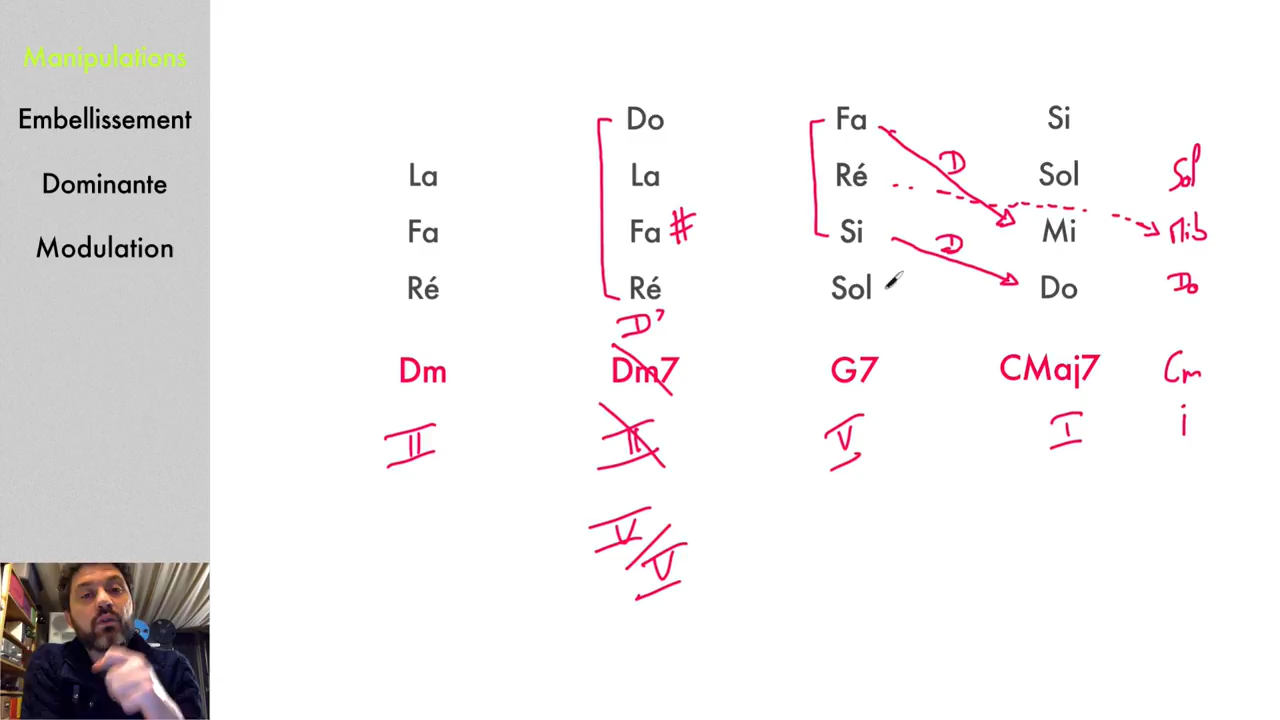 Manipulations
Embellissement
Dominante
Modulation
Do Fa Si
La La Ré D Sol Sol
Fa Fa # Si D Mi Mib
Ré Ré Sol Do Do
D7
Dm Dm7 G7 CMaj7 Cm
II II V I i
V/V